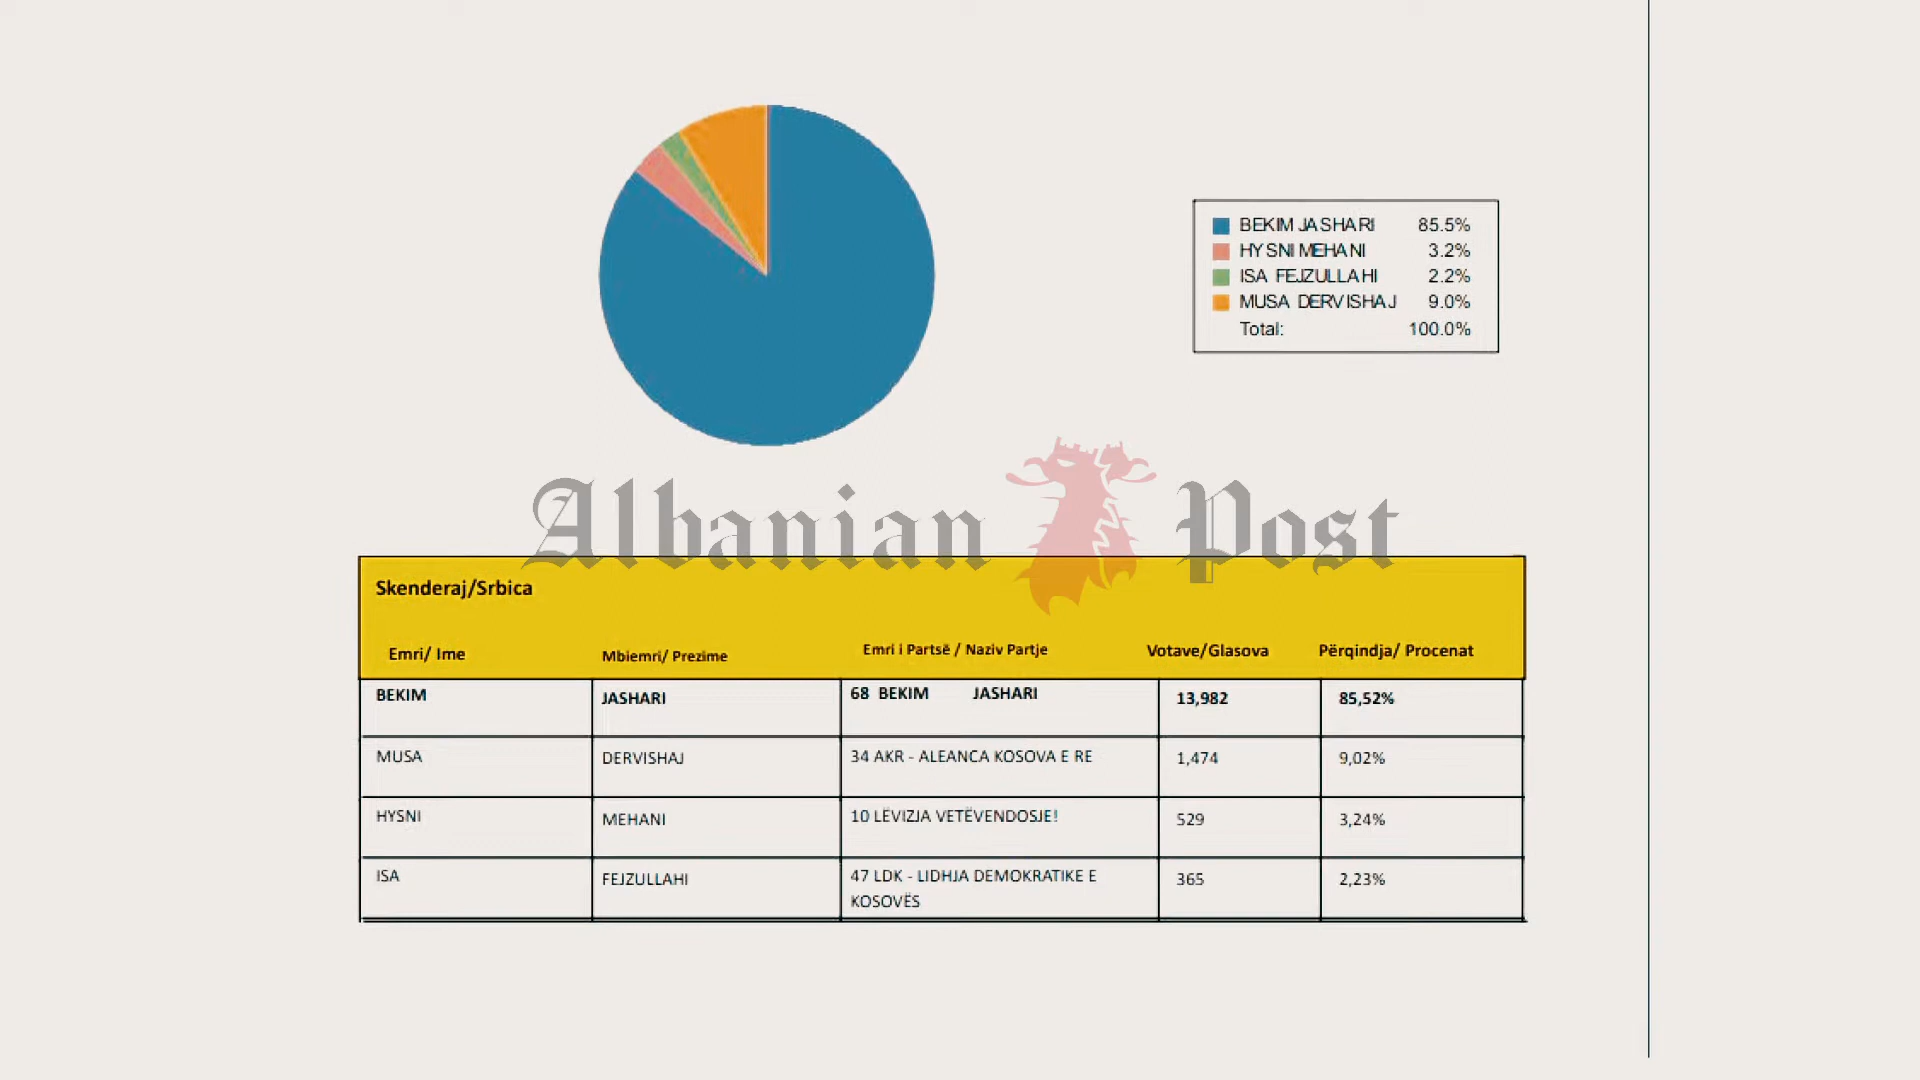 BEKIM JASHARI 85.5%
HYSNI MEHANI 3.2%
ISA FEJZULLAHI 2.2%
MUSA DERVISHAJ 9.0%
Total: 100.0%
Albanian Post
Skenderaj/Srbica
Emri/ Ime Mbiemri/ Prezime Emri i Partsë / Naziv Partje Votave/Glasova Përqindja/ Procenat
BEKIM JASHARI 68 BEKIM JASHARI 13,982 85,52%
MUSA DERVISHAJ 34 AKR - ALEANCA KOSOVA E RE 1,474 9,02%
HYSNI MEHANI 10 LËVIZJA VETËVENDOSJE! 529 3,24%
ISA FEJZULLAHI 47 LDK - LIDHJA DEMOKRATIKE E 365 2,23%
KOSOVËS